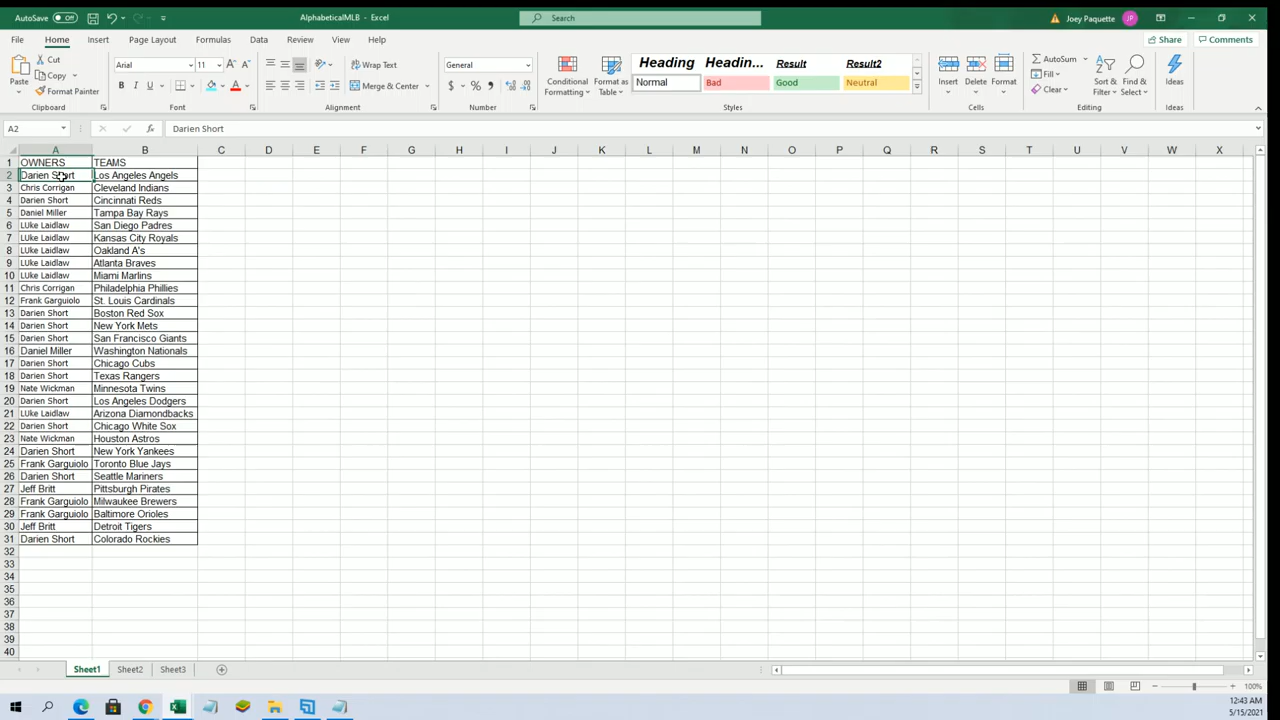 AutoSave Off AlphabeticalMLB - Excel Search Joey Paquette JP
File Home Insert Page Layout Formulas Data Review View Help Share Comments
Paste Cut Copy Format Painter Clipboard
Arial 11 A A B I U A Font
Wrap Text Merge & Center Alignment
General $ % , Number
Conditional Formatting Format as Table Heading Headin... Result Result2 Normal Bad Good Neutral Styles
Insert Delete Format Cells
AutoSum Fill Clear Sort & Filter Find & Select Editing
Ideas Ideas
A2 fx Darien Short
A B C D E F G H I J K L M N O P Q R S T U V W X
1 OWNERS TEAMS
2 Darien Short Los Angeles Angels
3 Chris Corrigan Cleveland Indians
4 Darien Short Cincinnati Reds
5 Daniel Miller Tampa Bay Rays
6 LUke Laidlaw San Diego Padres
7 LUke Laidlaw Kansas City Royals
8 LUke Laidlaw Oakland A's
9 LUke Laidlaw Atlanta Braves
10 LUke Laidlaw Miami Marlins
11 Chris Corrigan Philadelphia Phillies
12 Frank Garguiolo St. Louis Cardinals
13 Darien Short Boston Red Sox
14 Darien Short New York Mets
15 Darien Short San Francisco Giants
16 Daniel Miller Washington Nationals
17 Darien Short Chicago Cubs
18 Darien Short Texas Rangers
19 Nate Wickman Minnesota Twins
20 Darien Short Los Angeles Dodgers
21 LUke Laidlaw Arizona Diamondbacks
22 Darien Short Chicago White Sox
23 Nate Wickman Houston Astros
24 Darien Short New York Yankees
25 Frank Garguiolo Toronto Blue Jays
26 Darien Short Seattle Mariners
27 Jeff Britt Pittsburgh Pirates
28 Frank Garguiolo Milwaukee Brewers
29 Frank Garguiolo Baltimore Orioles
30 Jeff Britt Detroit Tigers
31 Darien Short Colorado Rockies
32
33
34
35
36
37
38
39
40
Sheet1 Sheet2 Sheet3
100%
12:43 AM
5/15/2021